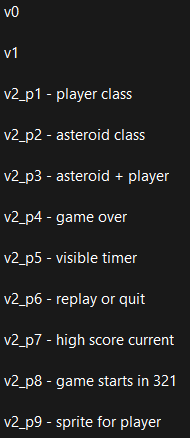 v0
v1
v2_p1 - player class
v2_p2 - asteroid class
v2_p3 - asteroid + player
v2_p4 - game over
v2_p5 - visible timer
v2_p6 - replay or quit
v2_p7 - high score current
v2_p8 - game starts in 321
v2_p9 - sprite for player